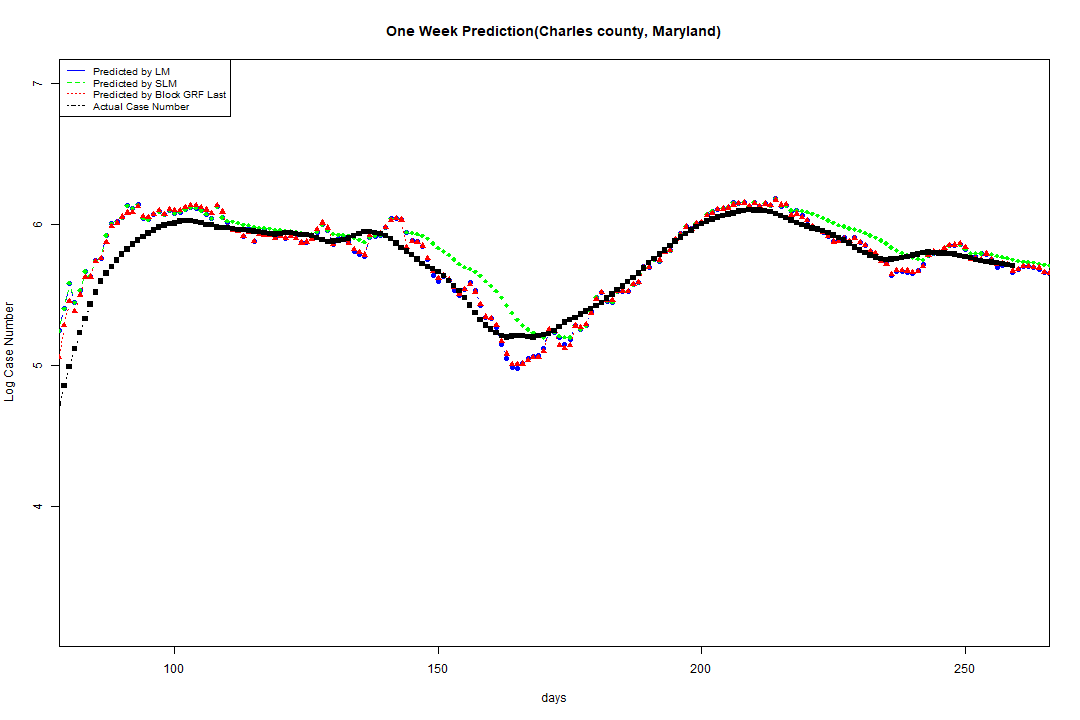 One Week Prediction(Charles county, Maryland)
Predicted by LM
Predicted by SLM
Predicted by Block GRF Last
Actual Case Number
7
6
5
4
Log Case Number
100 150 200 250
days